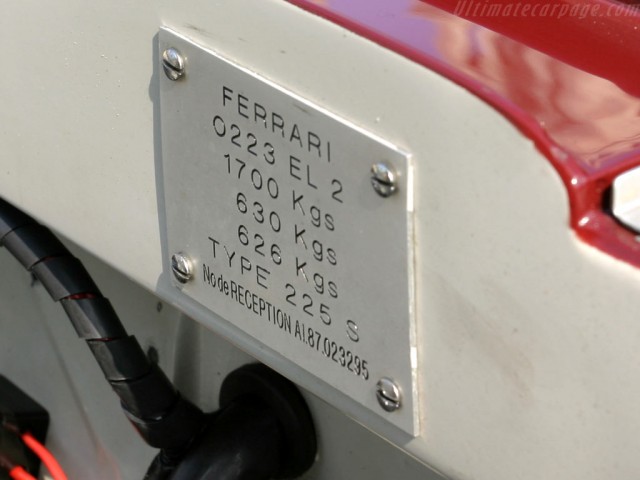 Ultimatecarpage.com
FERRARI
0223 EL 2
1700 Kgs
630 Kgs
626 Kgs
TYPE 225 S
No de RECEPTION A.I.87.023295